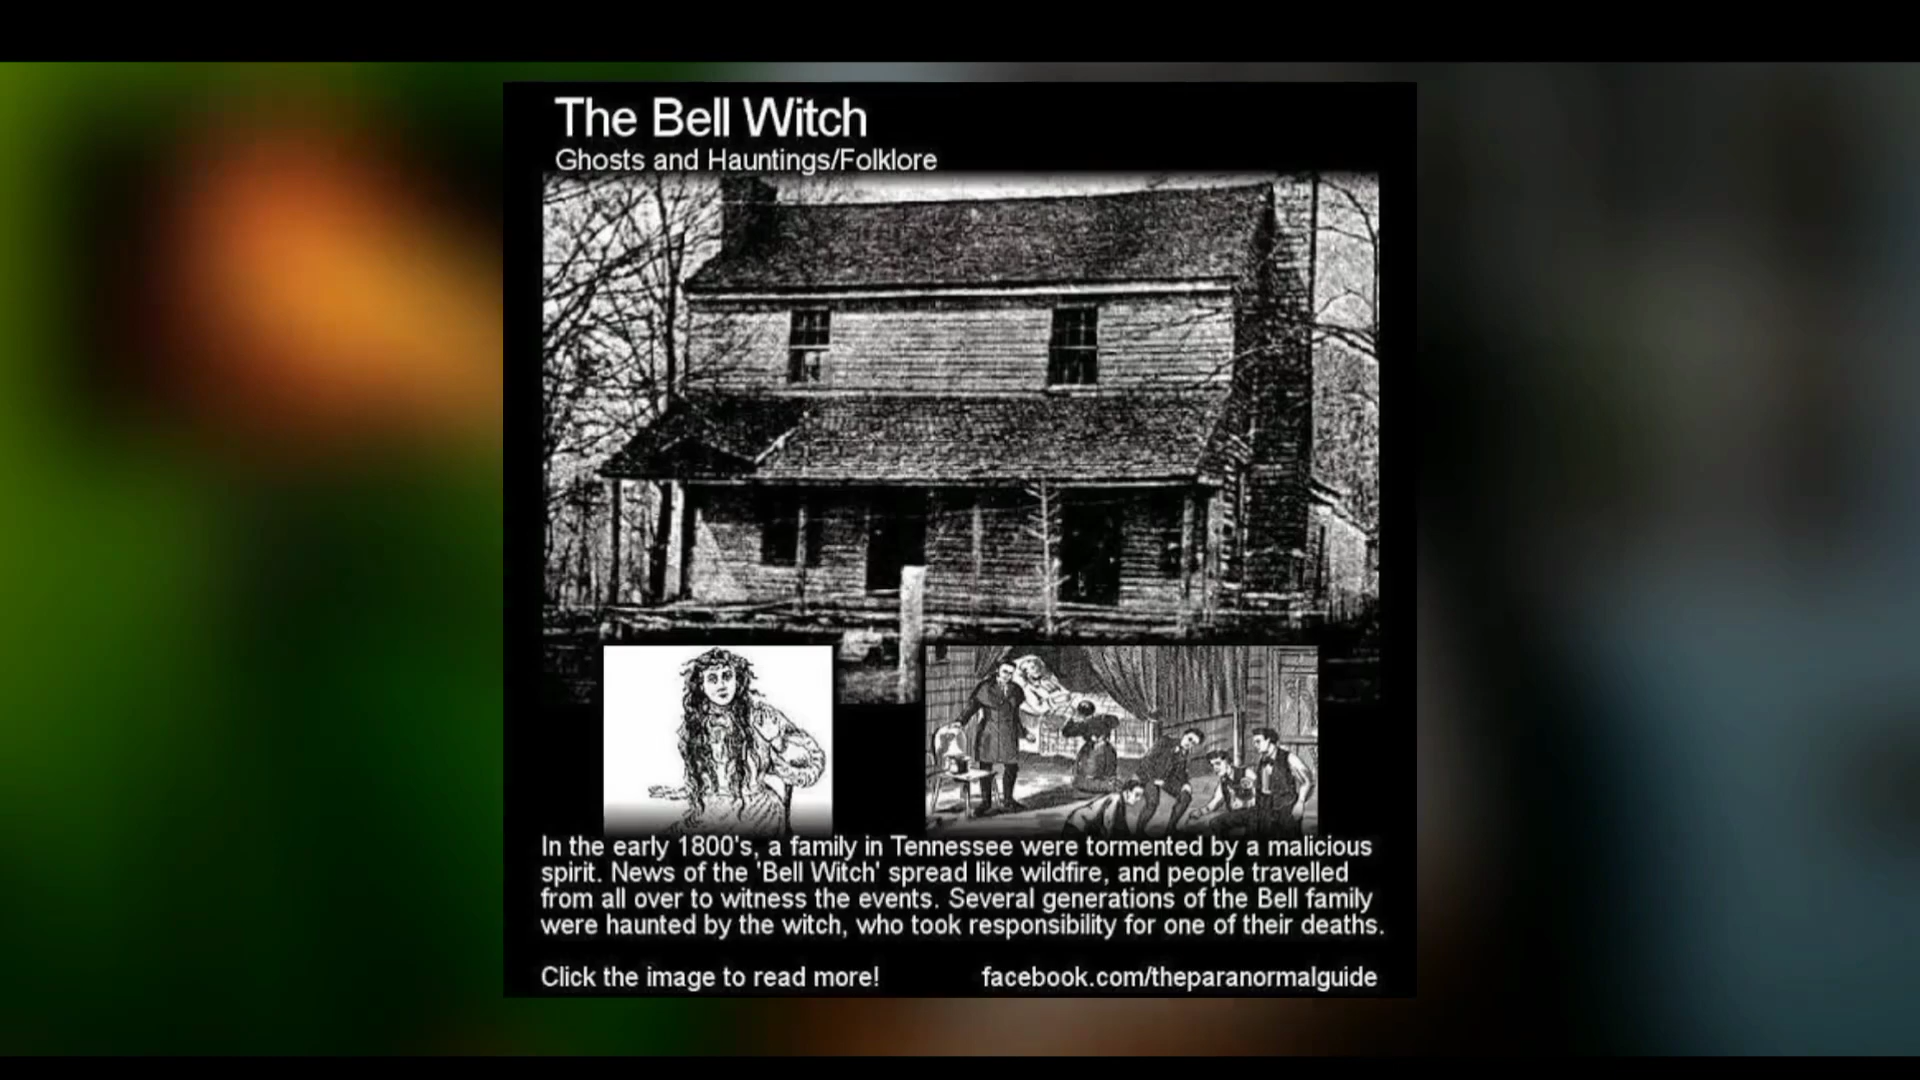 The Bell Witch
Ghosts and Hauntings/Folklore
In the early 1800's, a family in Tennessee were tormented by a malicious
spirit. News of the 'Bell Witch' spread like wildfire, and people travelled
from all over to witness the events. Several generations of the Bell family
were haunted by the witch, who took responsibility for one of their deaths.
Click the image to read more!
facebook.com/theparanormalguide